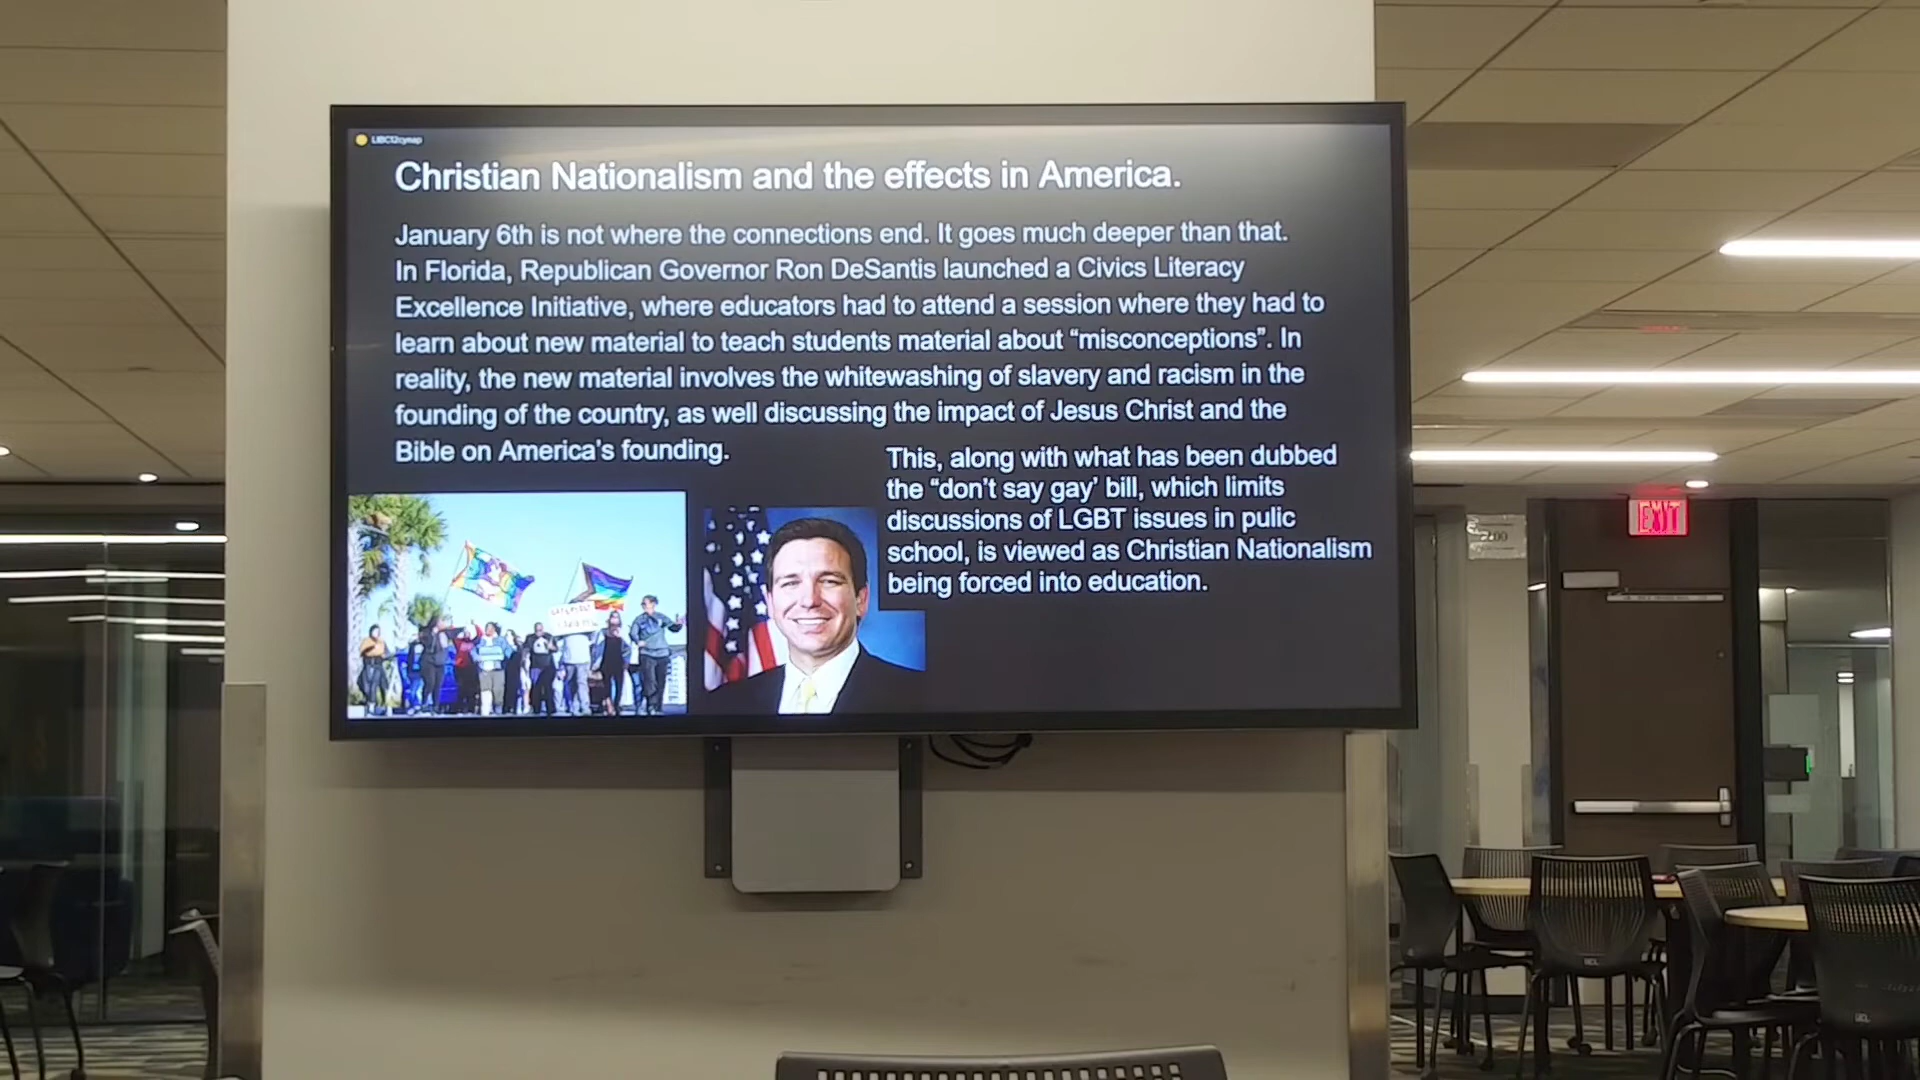 LIBC12cynap
Christian Nationalism and the effects in America.
January 6th is not where the connections end. It goes much deeper than that.
In Florida, Republican Governor Ron DeSantis launched a Civics Literacy
Excellence Initiative, where educators had to attend a session where they had to
learn about new material to teach students material about “misconceptions”. In
reality, the new material involves the whitewashing of slavery and racism in the
founding of the country, as well discussing the impact of Jesus Christ and the
Bible on America's founding.
This, along with what has been dubbed
the “don't say gay' bill, which limits
discussions of LGBT issues in pulic
school, is viewed as Christian Nationalism
being forced into education.
EXIT